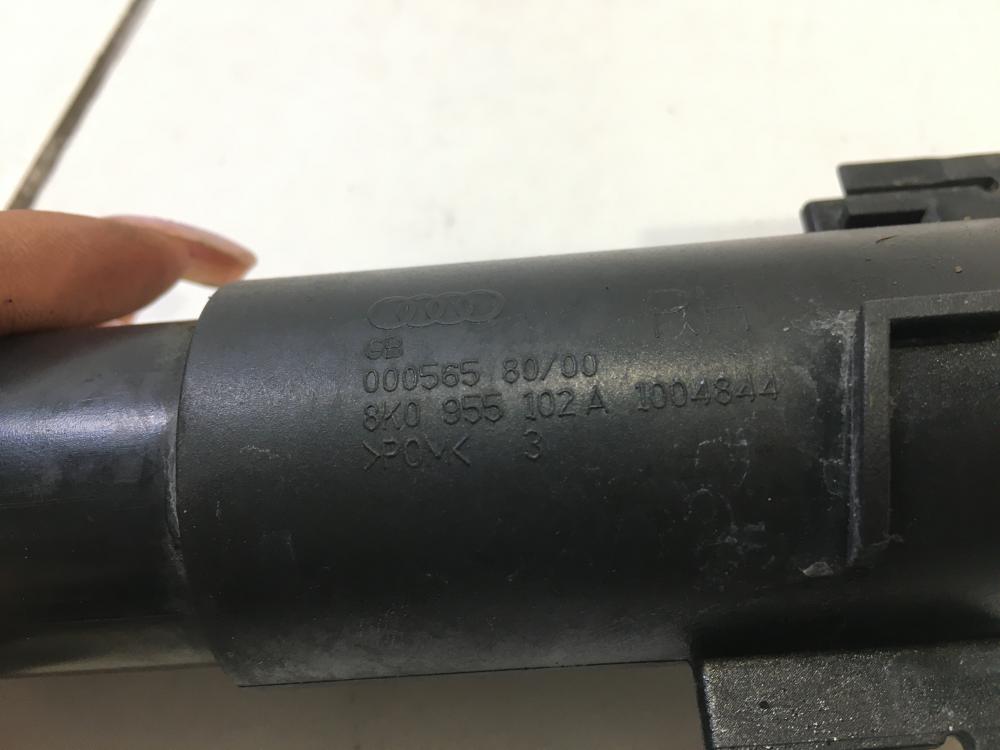 GB
RH
000565 80/00
8K0 955 102 A 1004844
>POM< 3